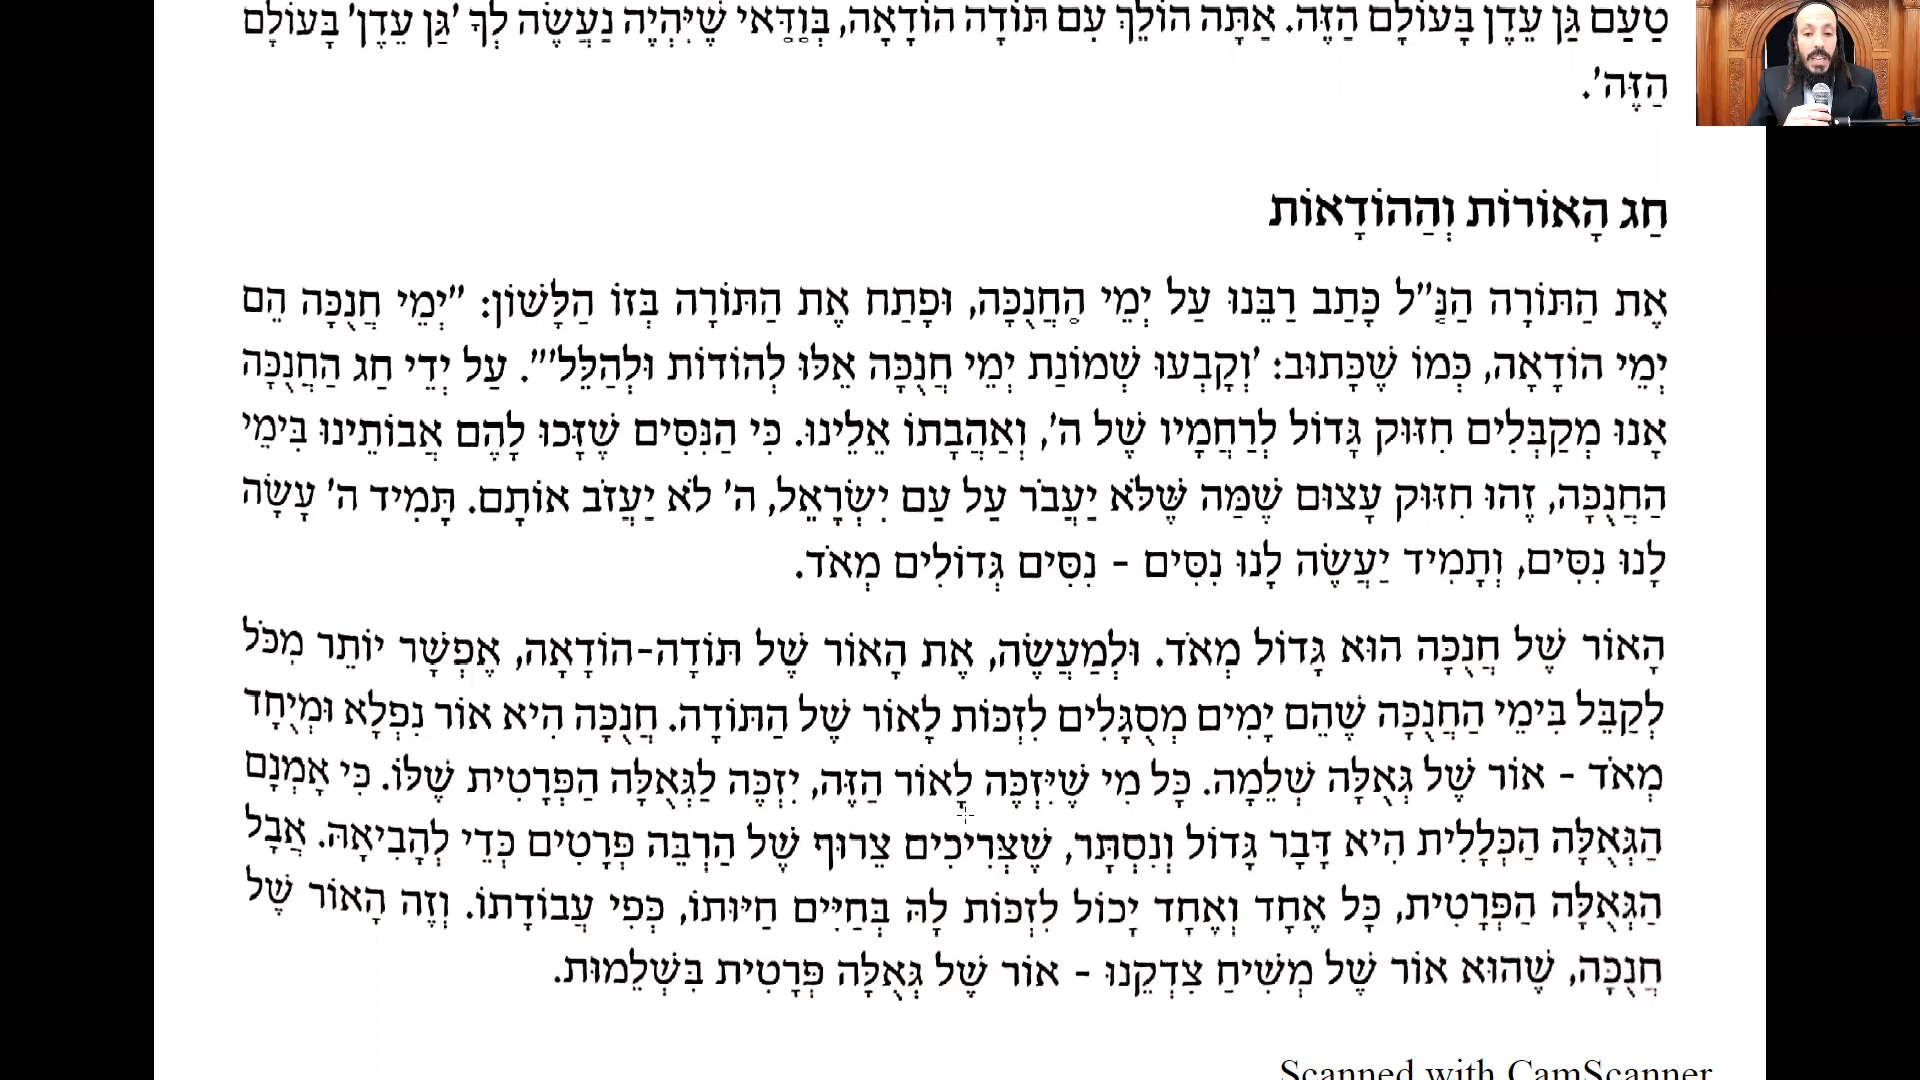 טַעַם גַּן עֵדֶן בָּעוֹלָם הַזֶּה. אַתָּה הוֹלֵךְ עִם תּוֹדָה הוֹדָאָה, בְּוַדַּאי שֶׁיִּהְיֶה נַעֲשֶׂה לְךָ 'גַּן עֵדֶן' בָּעוֹלָם
הַזֶּה'.
חַג הָאוֹרוֹת וְהַהוֹדָאוֹת
אֶת הַתּוֹרָה הַנַּ"ל כָּתַב רַבֵּנוּ עַל יְמֵי הַחֲנֻכָּה, וּפָתַח אֶת הַתּוֹרָה בְּזוֹ הַלָּשׁוֹן: "יְמֵי חֲנֻכָּה הֵם
יְמֵי הוֹדָאָה, כְּמוֹ שֶׁכָּתוּב: 'וְקָבְעוּ שְׁמוֹנַת יְמֵי חֲנֻכָּה אֵלּוּ לְהוֹדוֹת וּלְהַלֵּל'". עַל יְדֵי חַג הַחֲנֻכָּה
אָנוּ מְקַבְּלִים חִזּוּק גָּדוֹל לְרַחֲמָיו שֶׁל ה', וְאַהֲבָתוֹ אֵלֵינוּ. כִּי הַנִּסִּים שֶׁזָּכוּ לָהֶם אֲבוֹתֵינוּ בִּימֵי
הַחֲנֻכָּה, זֶהוּ חִזּוּק עָצוּם שֶׁמַּה שֶּׁלֹּא יַעֲבֹר עַל עַם יִשְׂרָאֵל, ה' לֹא יַעֲזֹב אוֹתָם. תָּמִיד ה' עָשָׂה
לָנוּ נִסִּים, וְתָמִיד יַעֲשֶׂה לָנוּ נִסִּים - נִסִּים גְּדוֹלִים מְאֹד.
הָאוֹר שֶׁל חֲנֻכָּה הוּא גָּדוֹל מְאֹד. וּלְמַעֲשֶׂה, אֶת הָאוֹר שֶׁל תּוֹדָה-הוֹדָאָה, אֶפְשָׁר יוֹתֵר מִכֹּל
לְקַבֵּל בִּימֵי הַחֲנֻכָּה שֶׁהֵם יָמִים מְסֻגָּלִים לִזְכּוֹת לָאוֹר שֶׁל הַתּוֹדָה. חֲנֻכָּה הִיא אוֹר נִפְלָא וּמְיֻחָד
מְאֹד - אוֹר שֶׁל גְּאֻלָּה שְׁלֵמָה. כָּל מִי שֶׁיִּזְכֶּה לָאוֹר הַזֶּה, יִזְכֶּה לַגְּאֻלָּה הַפְּרָטִית שֶׁלּוֹ. כִּי אָמְנָם
הַגְּאֻלָּה הַכְּלָלִית הִיא דָּבָר גָּדוֹל וְנִסְתָּר, שֶׁצְּרִיכִים צֵרוּף שֶׁל הַרְבֵּה פְּרָטִים כְּדֵי לְהָבִיאָהּ. אֲבָל
הַגְּאֻלָּה הַפְּרָטִית, כָּל אֶחָד וְאֶחָד יָכוֹל לִזְכּוֹת לָהּ בְּחַיִּים חַיּוּתוֹ, כְּפִי עֲבוֹדָתוֹ. וְזֶה הָאוֹר שֶׁל
חֲנֻכָּה, שֶׁהוּא אוֹר שֶׁל מְשִׁיחַ צִדְקֵנוּ - אוֹר שֶׁל גְּאֻלָּה פְּרָטִית בִּשְׁלֵמוּת.
Scanned with CamScanner